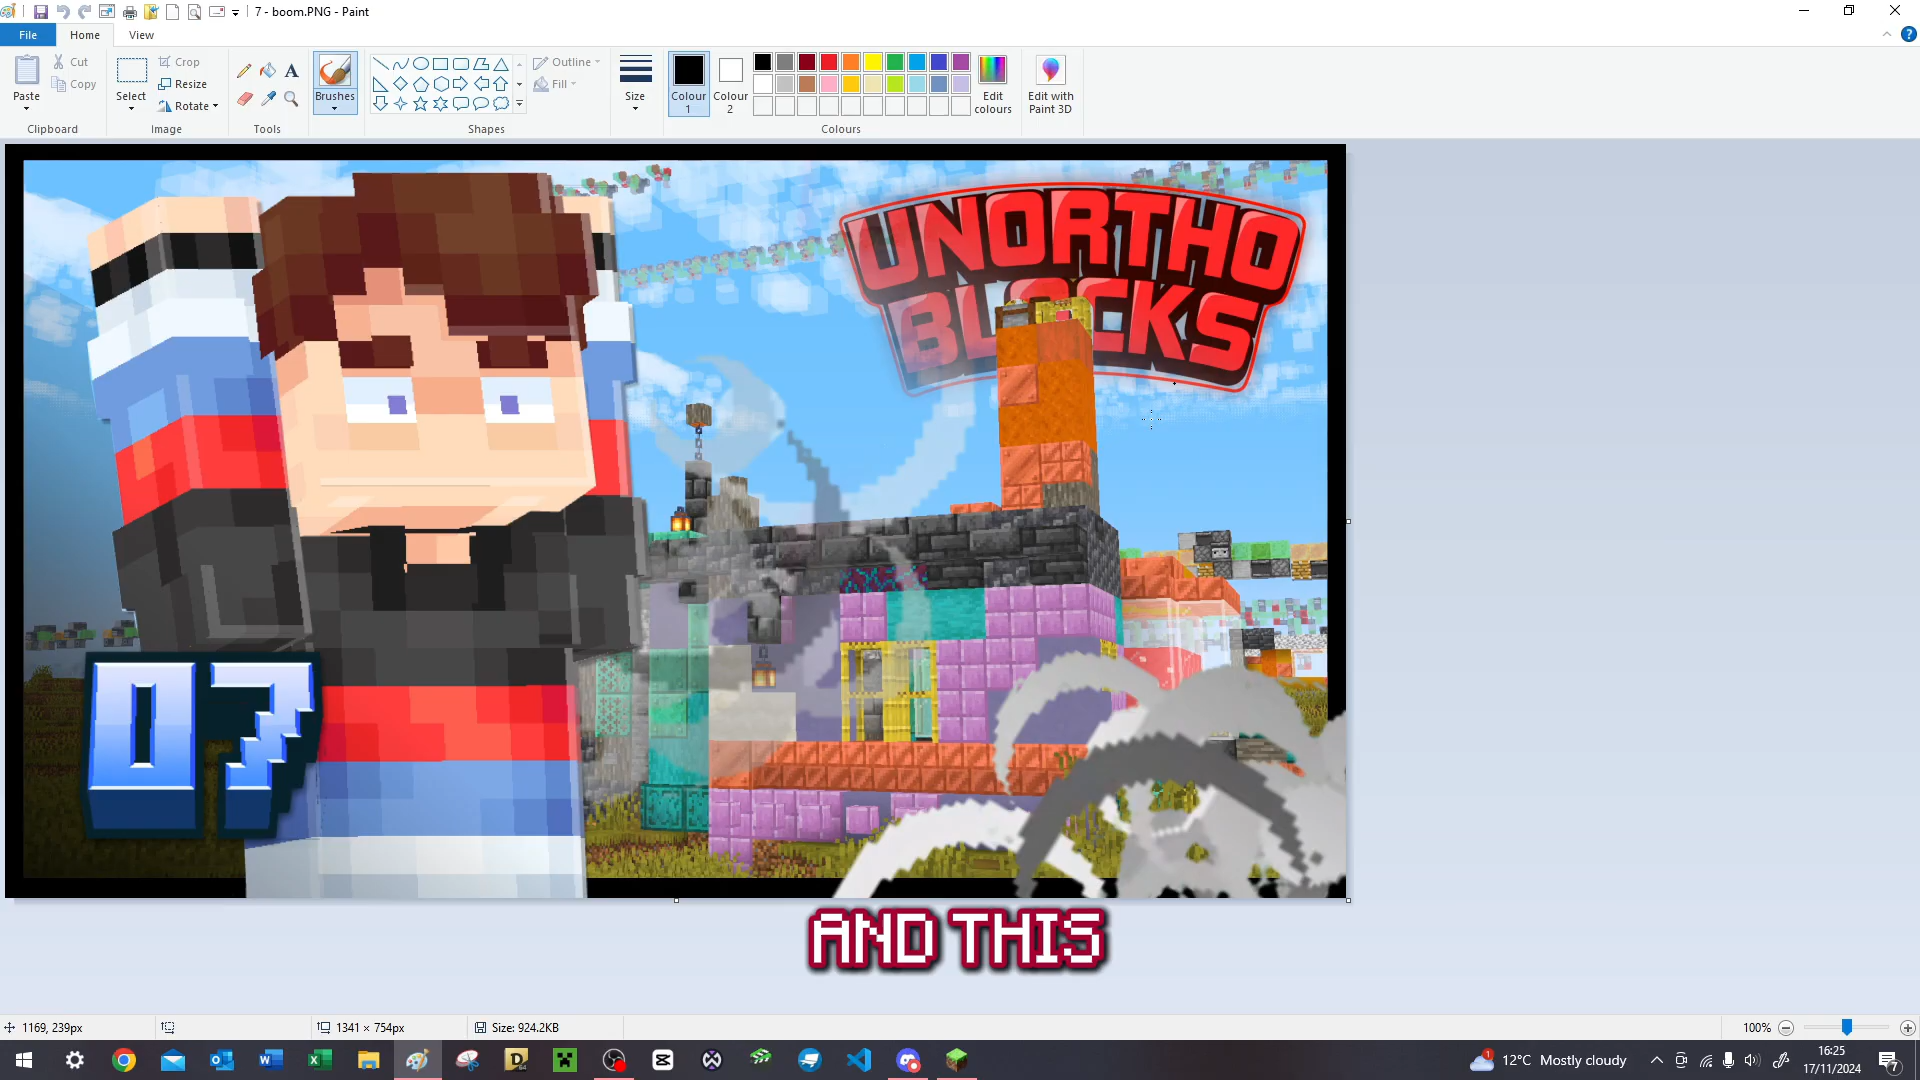 7 - boom.PNG - Paint
File
Home
View
Paste
Cut
Copy
Clipboard
Select
Crop
Resize
Rotate
Image
A
Tools
Brushes
Outline
Fill
Shapes
Size
Colour 1
Colour 2
Edit colours
Colours
Edit with Paint 3D
UNORTHO
BLOCKS
07
AND THIS
1169, 239px
1341 × 754px
Size: 924.2KB
100%
12°C Mostly cloudy
16:25
17/11/2024